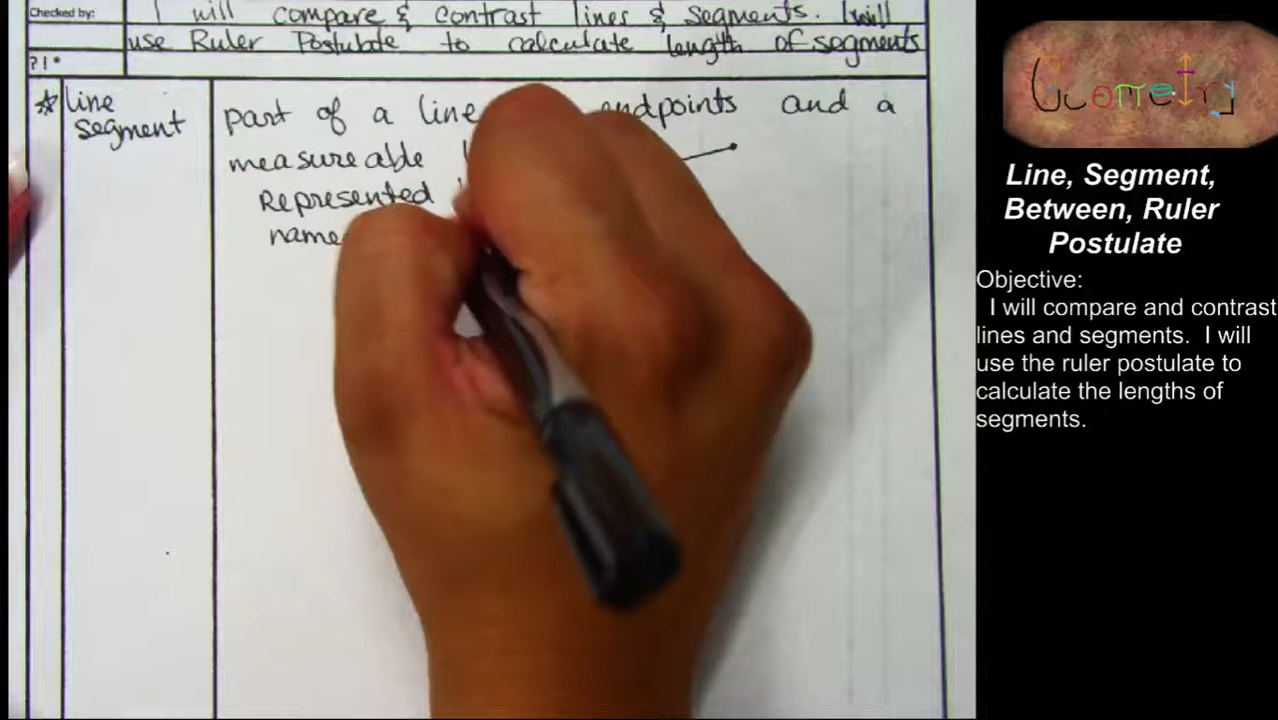 Checked by:
I will compare & contrast lines & segments. I will
use Ruler Postulate to calculate length of segments
? ! *
☆ line
segment
part of a line endpoints and a
measureable
Represented
name
Geometry
Line, Segment,
Between, Ruler
Postulate
Objective:
I will compare and contrast
lines and segments. I will
use the ruler postulate to
calculate the lengths of
segments.